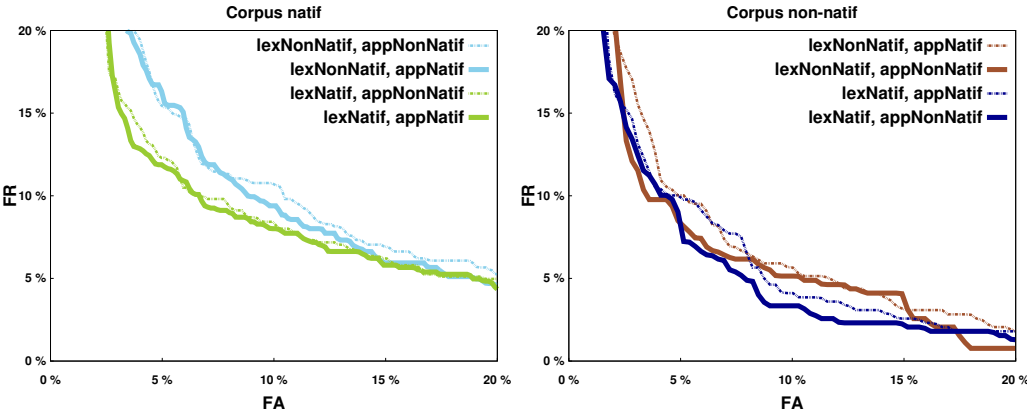 Corpus natif
20 %
15 %
10 %
5 %
0 %
FR
lexNonNatif, appNonNatif
lexNonNatif, appNatif
lexNatif, appNonNatif
lexNatif, appNatif
0 %
5 %
10 %
15 %
20 %
FA
Corpus non-natif
20 %
15 %
10 %
5 %
0 %
FR
lexNonNatif, appNatif
lexNonNatif, appNonNatif
lexNatif, appNatif
lexNatif, appNonNatif
0 %
5 %
10 %
15 %
20 %
FA